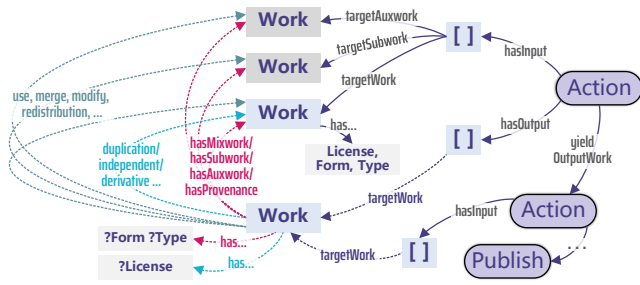 Work
targetAuxwork
[ ]
hasInput
targetSubwork
Work
targetWork
Action
use, merge, modify,
redistribution, ...
Work
has...
License,
Form, Type
hasOutput
[ ]
yield
OutputWork
duplication/
independent/
derivative ...
hasMixwork/
hasSubwork/
hasAuxwork/
hasProvenance
targetWork
hasInput
Action
Work
...
?Form ?Type
has...
targetWork
[ ]
Publish
?License
has...